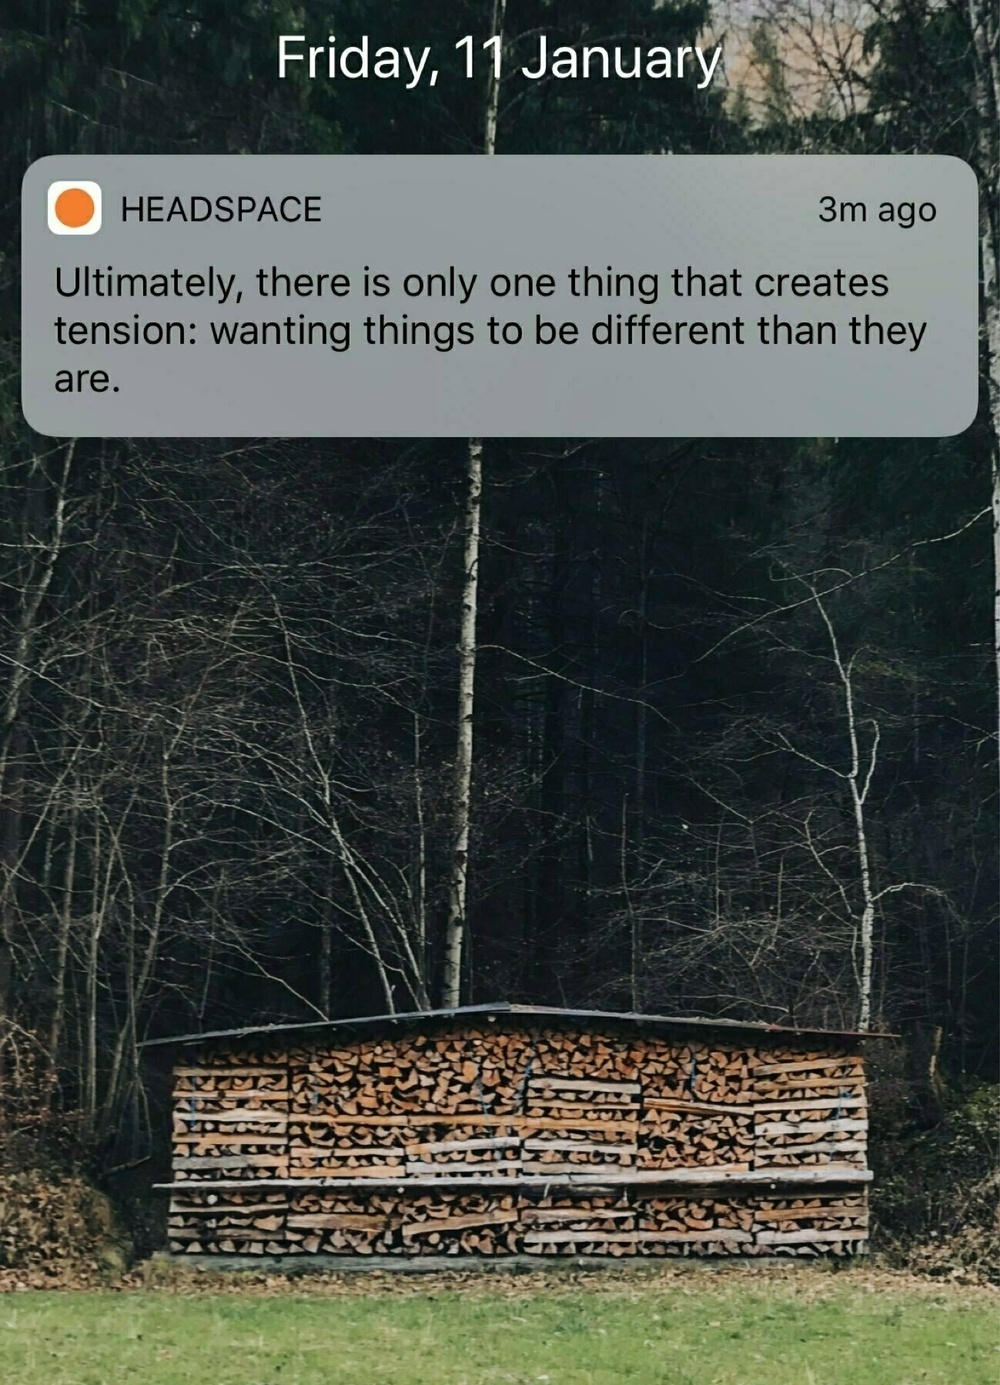 Friday, 11 January
HEADSPACE
3m ago
Ultimately, there is only one thing that creates
tension: wanting things to be different than they
are.